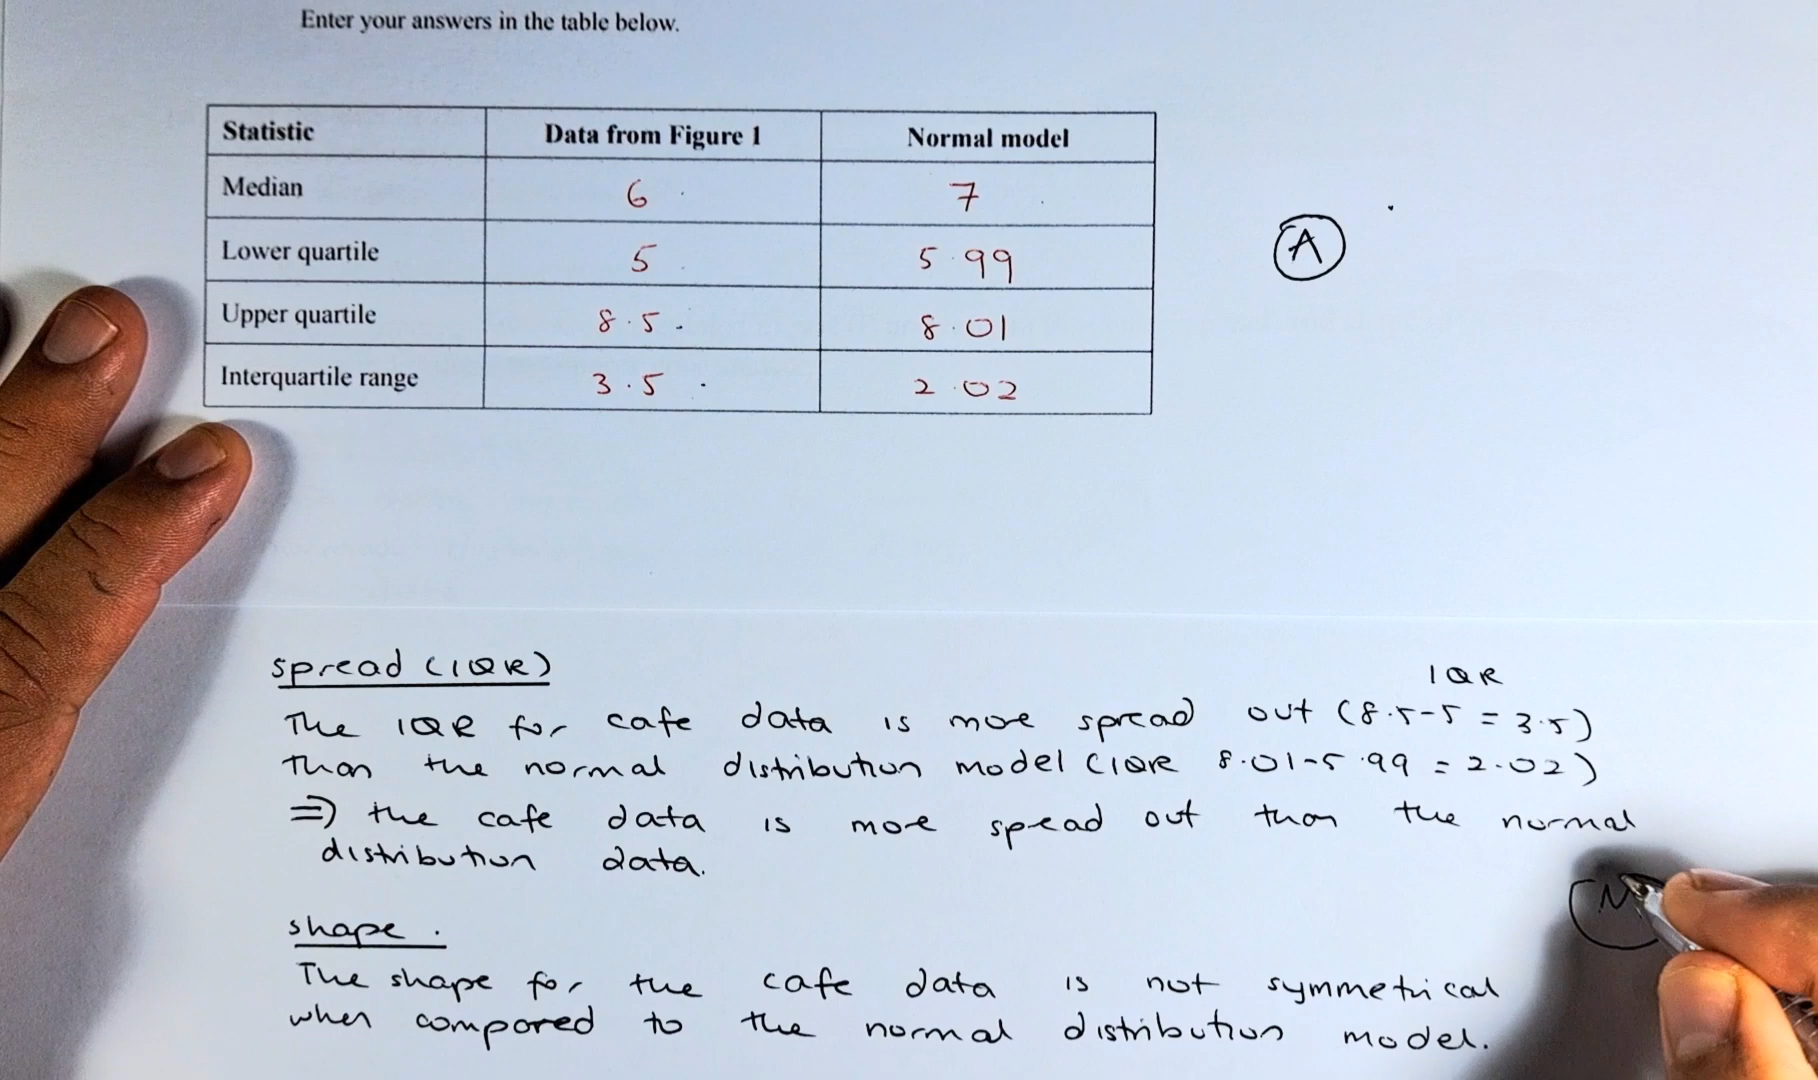 Enter your answers in the table below.
Statistic Data from Figure 1 Normal model
Median 6 7
Lower quartile 5 5.99
Upper quartile 8.5 8.01
Interquartile range 3.5 2.02
A
spread (IQR)
IQR
The IQR for cafe data is more spread out (8.5-5 = 3.5)
than the normal distribution model (IQR 8.01-5.99 = 2.02)
⇒ the cafe data is more spread out than the normal
distribution data.
M
shape.
The shape for the cafe data is not symmetrical
when compared to the normal distribution model.